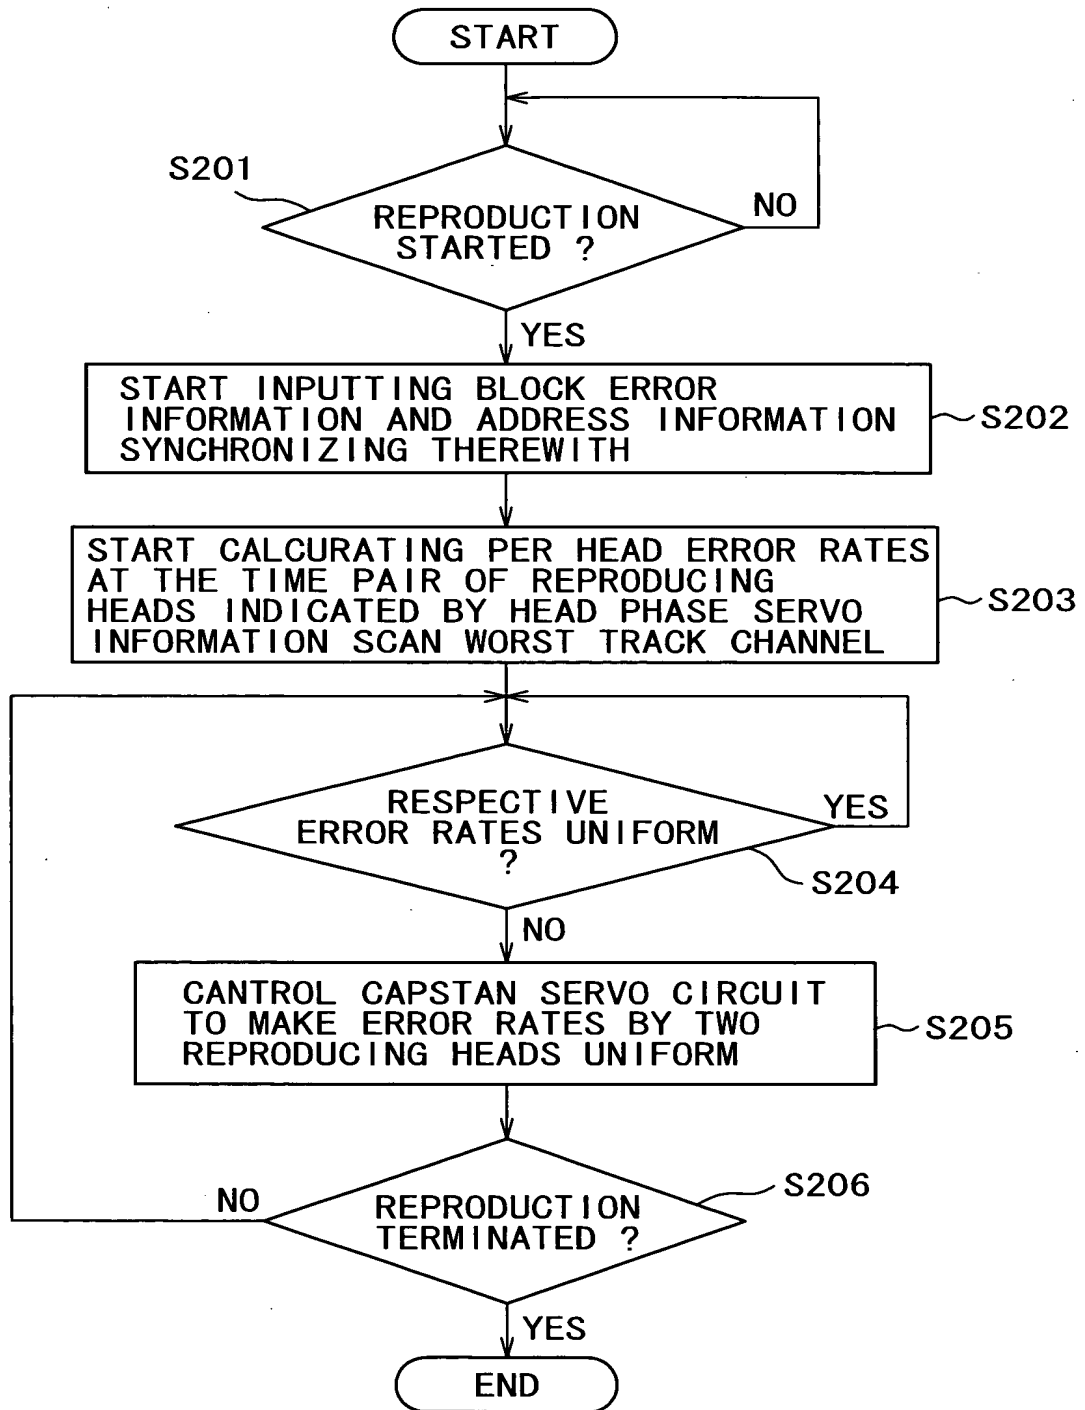 START
S201
REPRODUCTION
STARTED ?
NO
YES
START INPUTTING BLOCK ERROR
INFORMATION AND ADDRESS INFORMATION
SYNCHRONIZING THEREWITH
S202
START CALCURATING PER HEAD ERROR RATES
AT THE TIME PAIR OF REPRODUCING
HEADS INDICATED BY HEAD PHASE SERVO
INFORMATION SCAN WORST TRACK CHANNEL
S203
RESPECTIVE
ERROR RATES UNIFORM
?
YES
S204
NO
CANTROL CAPSTAN SERVO CIRCUIT
TO MAKE ERROR RATES BY TWO
REPRODUCING HEADS UNIFORM
S205
NO
REPRODUCTION
TERMINATED ?
S206
YES
END